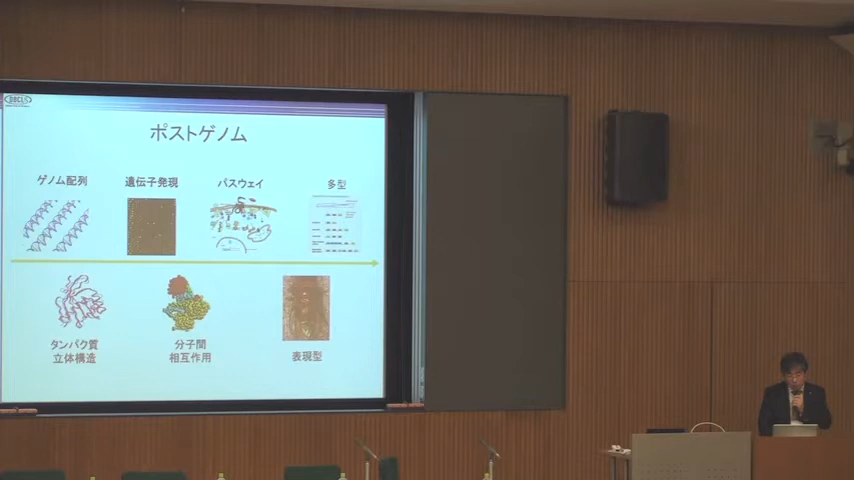 DBCLS
ポストゲノム
ゲノム配列
遺伝子発現
パスウェイ
多型
タンパク質
立体構造
分子間
相互作用
表現型